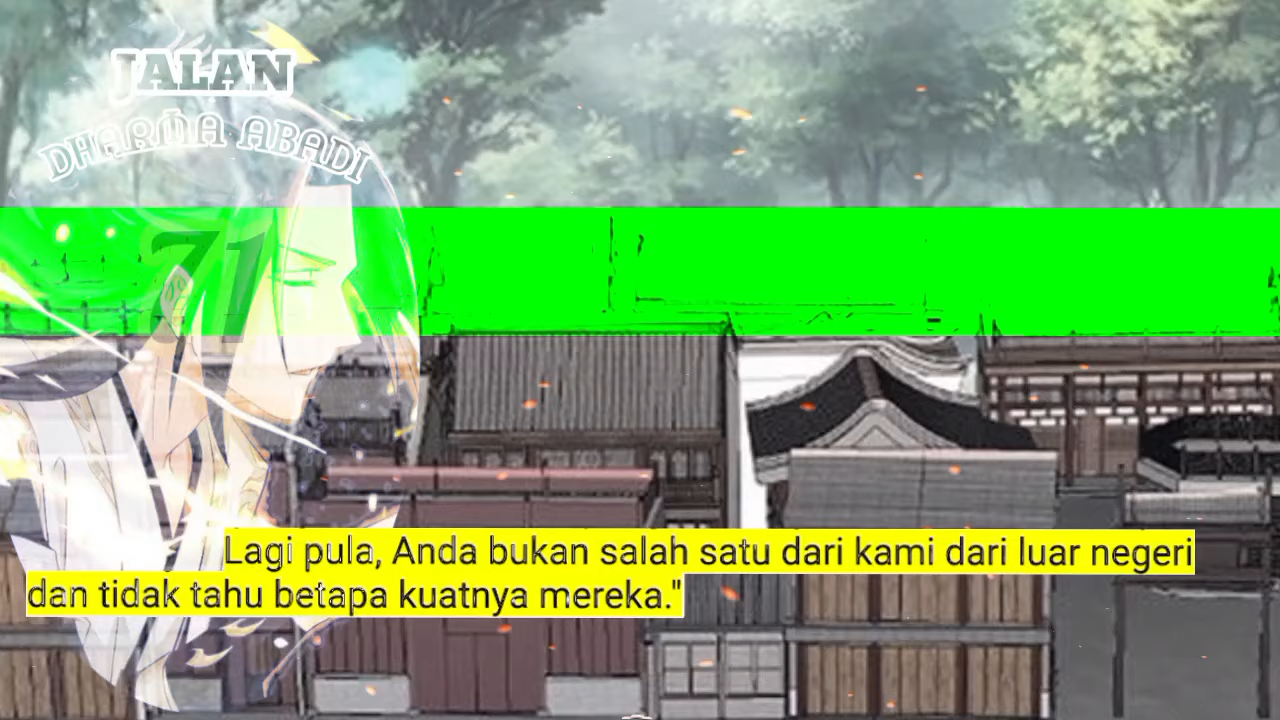 JALAN
DHARMA ABADI
71
Lagi pula, Anda bukan salah satu dari kami dari luar negeri
dan tidak tahu betapa kuatnya mereka."